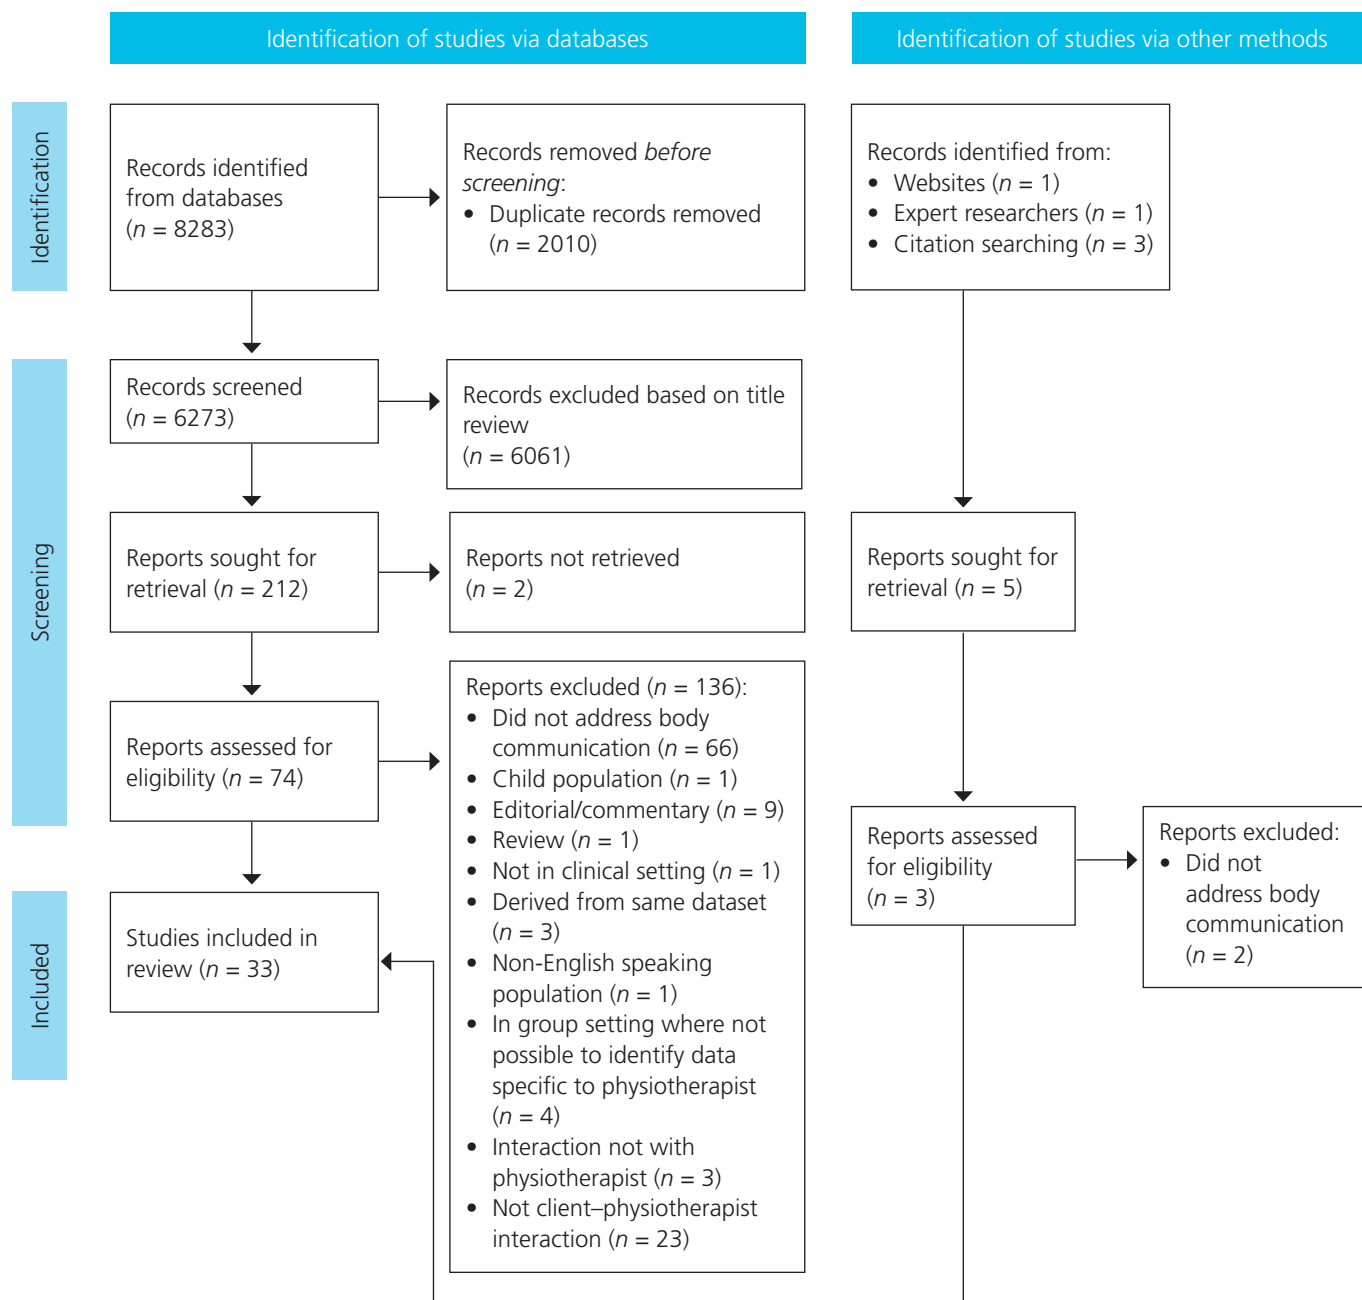 Identification of studies via databases
Identification of studies via other methods
Identification
Records identified
from databases
(n = 8283)
Records removed before
screening:
• Duplicate records removed
(n = 2010)
Records identified from:
• Websites (n = 1)
• Expert researchers (n = 1)
• Citation searching (n = 3)
Screening
Records screened
(n = 6273)
Records excluded based on title
review
(n = 6061)
Reports sought for
retrieval (n = 212)
Reports not retrieved
(n = 2)
Reports sought for
retrieval (n = 5)
Reports assessed for
eligibility (n = 74)
Reports excluded (n = 136):
• Did not address body
communication (n = 66)
• Child population (n = 1)
• Editorial/commentary (n = 9)
• Review (n = 1)
• Not in clinical setting (n = 1)
• Derived from same dataset
(n = 3)
• Non-English speaking
population (n = 1)
• In group setting where not
possible to identify data
specific to physiotherapist
(n = 4)
• Interaction not with
physiotherapist (n = 3)
• Not client–physiotherapist
interaction (n = 23)
Reports assessed
for eligibility
(n = 3)
Reports excluded:
• Did not
address body
communication
(n = 2)
Included
Studies included in
review (n = 33)